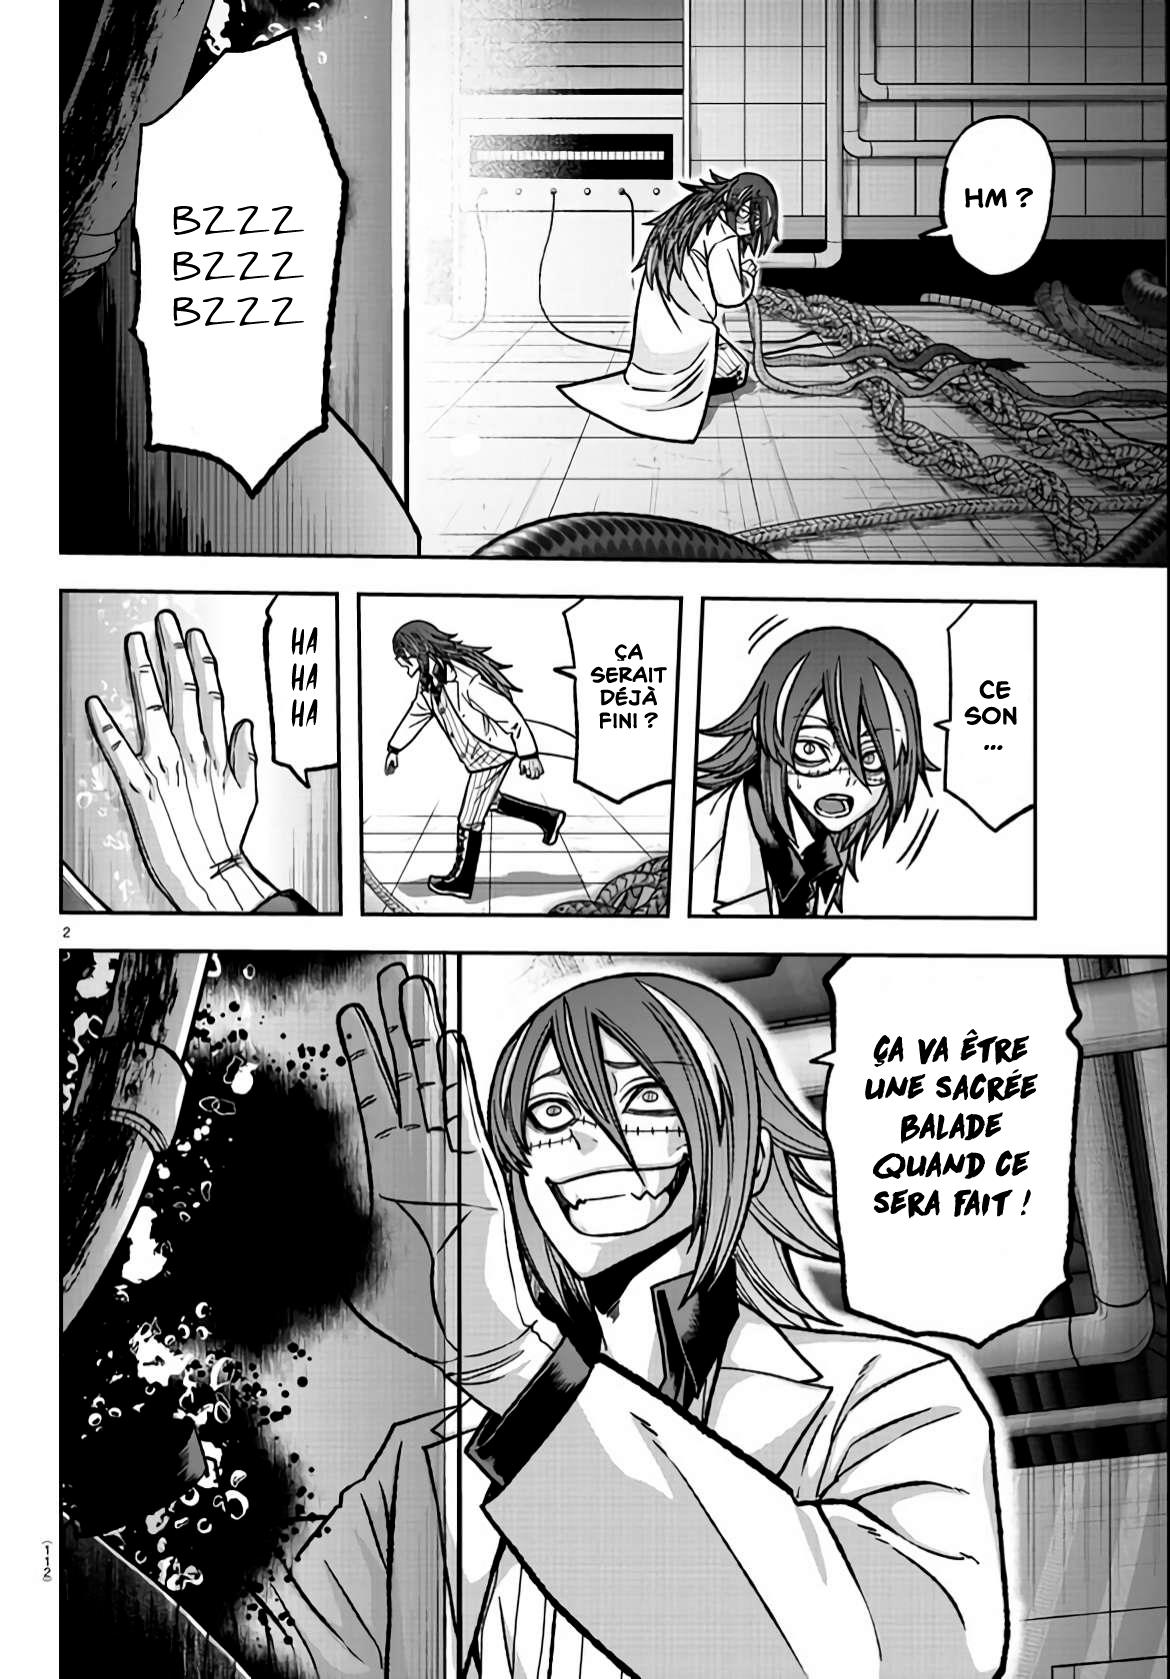 HM ?
BZZZ
BZZZ
BZZZ
CE
SON
...
ÇA
SERAIT
DÉJÀ
FINI ?
HA
HA
HA
2
ÇA VA ÊTRE
UNE SACRÉE
BALADE
QUAND CE
SERA FAIT !
(112)